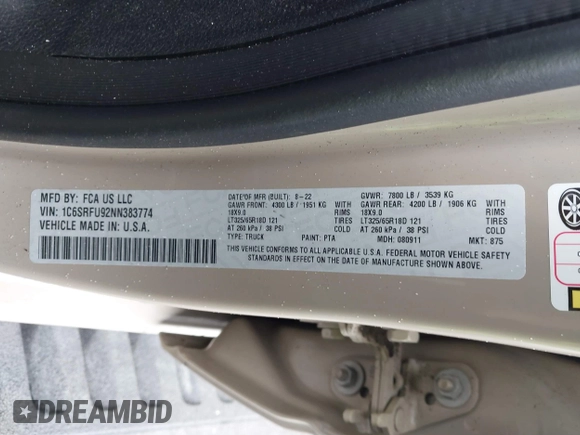 MFD BY: FCA US LLC
VIN: 1C6SRFU92NN383774
VEHICLE MADE IN: U.S.A.
DATE OF MFR (BUILT): 8-22
GAWR FRONT: 4300 LB / 1951 KG
18X9.0 RIMS
LT325/65R18D 121 TIRES
AT 260 kPa / 38 PSI COLD
TYPE: TRUCK
PAINT: PTA
GVWR: 7800 LB / 3539 KG
GAWR REAR: 4200 LB / 1906 KG
18X9.0 RIMS
LT325/65R18D 121 TIRES
AT 260 kPa / 38 PSI COLD
MDH: 080911
MKT: 875
THIS VEHICLE CONFORMS TO ALL APPLICABLE U.S.A. FEDERAL MOTOR VEHICLE SAFETY
STANDARDS IN EFFECT ON THE DATE OF MANUFACTURE SHOWN ABOVE.
DREAMBID